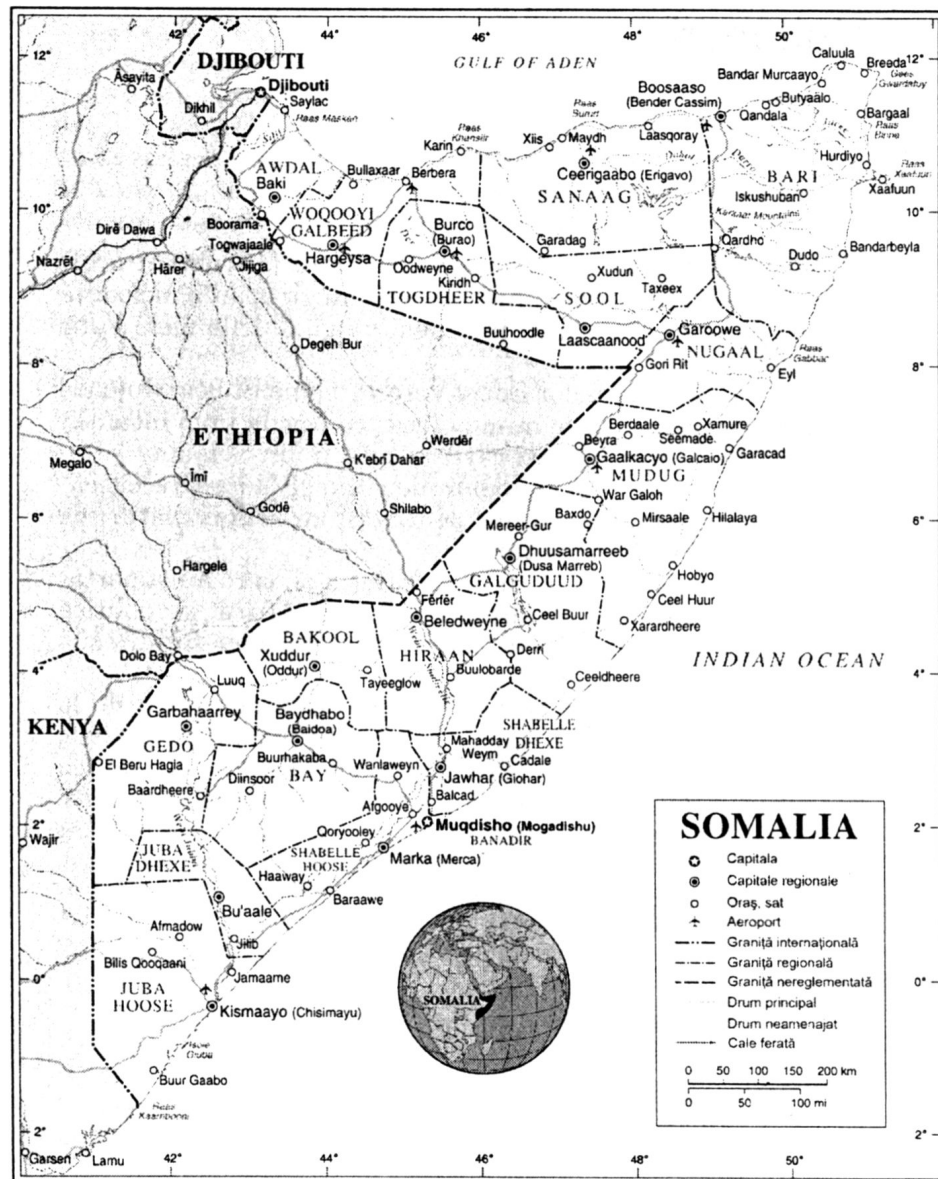 42°
44°
46°
48°
50°
12°
12°
DJIBOUTI
GULF OF ADEN
Caluula
Breeda
Asayita
Djibouti
Bandar Murcaayo
Boosaaso
(Bender Cassim)
Butyaalo
Dikhil
Saylac
Qandala
Bargaal
Raas
Xiis
Maydh
Laasqoray
Karin
AWDAL
Baki
Bullaxaar
Berbera
Ceerigaabo (Erigavo)
SANAAG
Hurdiyo
BARI
Iskushuban
Xaafuun
Raas
Xaafuun
10°
10°
Boorama
WOQOOYI
GALBEED
Burco
(Burao)
Dirē Dawa
Togwajaale
Hargeysa
Garadag
Qardho
Bandarbeyla
Nazrēt
Hārer
Jijiga
Oodweyne
Kiridh
Xudun
Taxeex
Dudo
TOGDHEER
SOOL
Degeh Bur
Buuhoodle
Laascaanood
Garoowe
NUGAAL
8°
8°
Gori Rit
Eyl
ETHIOPIA
Werdēr
Beyra
Berdaale
Seemade
Xamure
Garacad
Megalo
Īmī
K'ebrī Dahar
Gaalkacyo (Galcaio)
MUDUG
War Galoh
Godē
Shilabo
Baxdo
Mirsaale
Hilalaya
6°
6°
Mereer-Gur
Dhuusamarreeb
(Dusa Marreb)
Hargele
GALGUDUUD
Hobyo
Fērfēr
Ceel Huur
Beledweyne
Ceel Buur
Xarardheere
BAKOOL
HIRAAN
Derri
Dolo Bay
Xuddur
(Oddur)
Tayeeglow
Buulobarde
4°
4°
INDIAN OCEAN
Luuq
Ceeldheere
KENYA
Garbahaarrey
Baydhabo
(Baidoa)
SHABELLE
DHEXE
GEDO
Mahadday
Weym
El Beru Hagia
Buurhakaba
BAY
Wanlaweyn
Cadale
Baardheere
Diinsoor
Jawhar (Giohar)
Balcad
Afgooye
2°
2°
Wajir
Muqdisho (Mogadishu)
BANADIR
Qoryooley
JUBA
DHEXE
SHABELLE
HOOSE
Marka (Merca)
Haaway
Baraawe
Bu'aale
Afmadow
Jilib
Bilis Qooqaani
0°
0°
Jamaame
JUBA
HOOSE
Kismaayo (Chisimayu)
SOMALIA
Buur Gaabo
2°
2°
Garsen
Lamu
42°
44°
46°
48°
50°
SOMALIA
Capitala
Capitale regionale
Oraş, sat
Aeroport
Graniţă internaţională
Graniţă regională
Graniţă nereglementată
Drum principal
Drum neamenajat
Cale ferată
0 50 100 150 200 km
0 50 100 mi